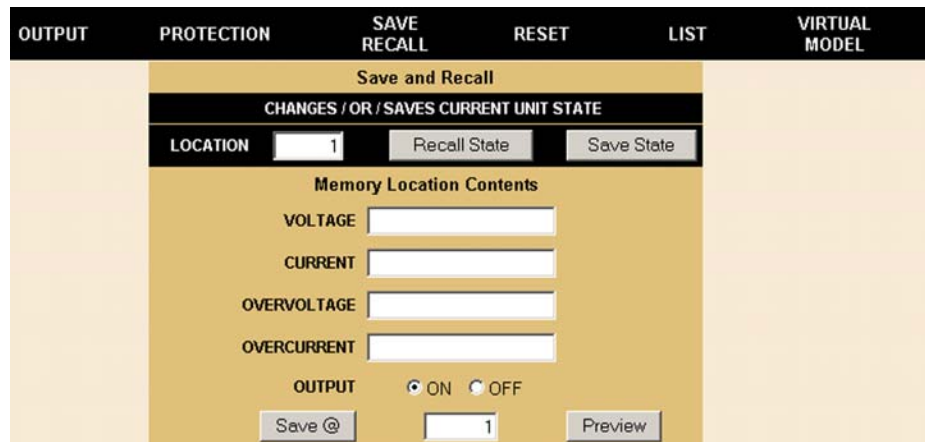 OUTPUT PROTECTION SAVE RECALL RESET LIST VIRTUAL MODEL
Save and Recall
CHANGES / OR / SAVES CURRENT UNIT STATE
LOCATION 1 Recall State Save State
Memory Location Contents
VOLTAGE
CURRENT
OVERVOLTAGE
OVERCURRENT
OUTPUT ON OFF
Save @ 1 Preview